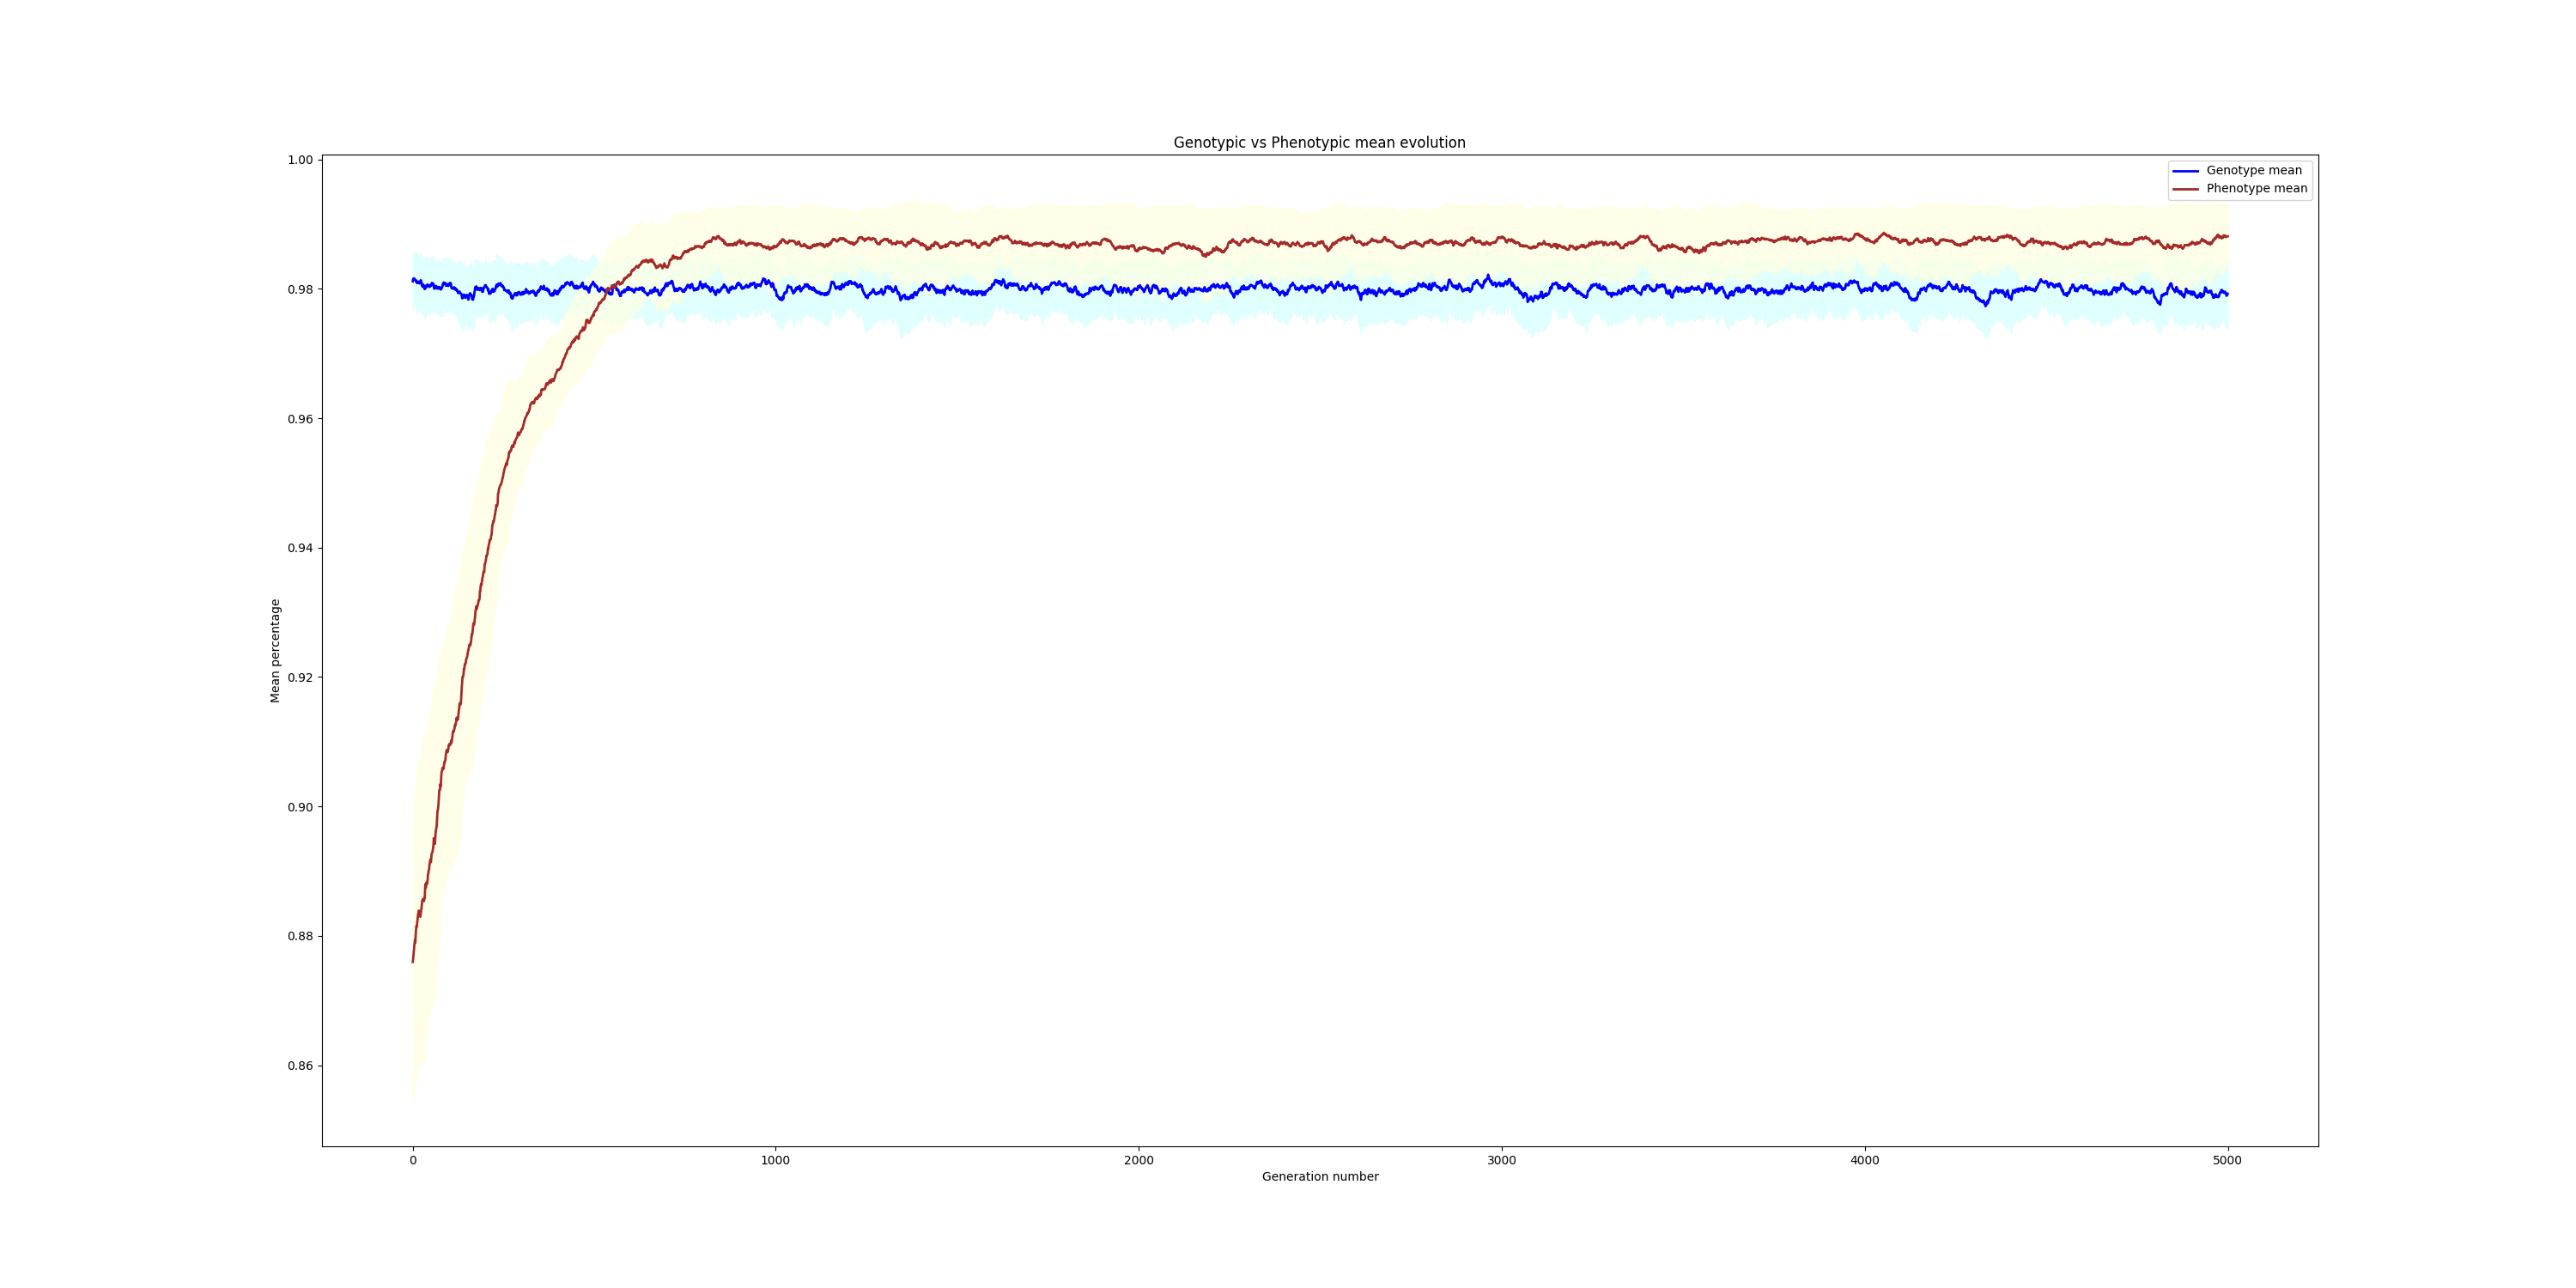 Genotypic vs Phenotypic mean evolution
Genotype mean
Phenotype mean
Mean percentage
1.00
0.98
0.96
0.94
0.92
0.90
0.88
0.86
0
1000
2000
3000
4000
5000
Generation number